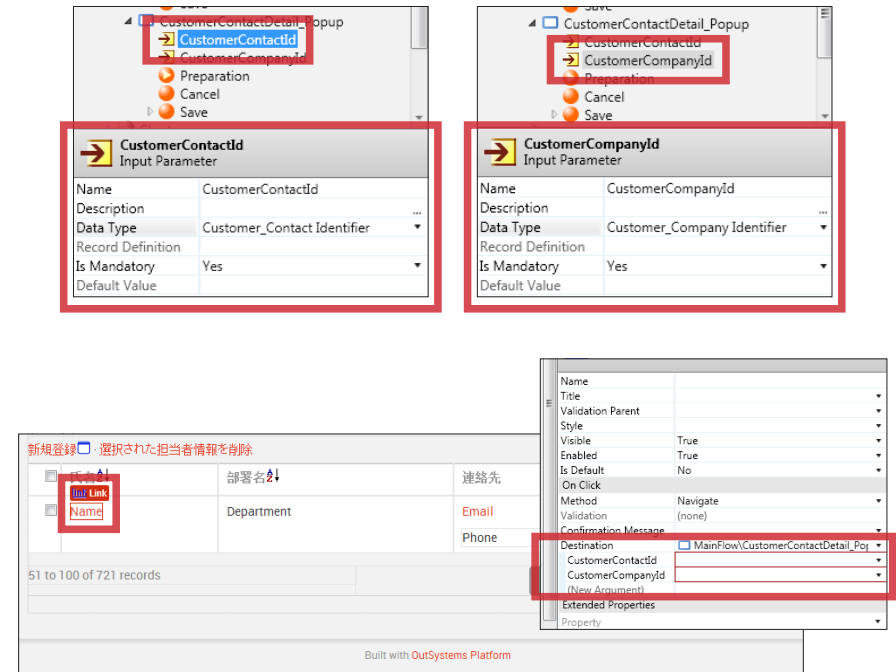 Save
CustomerContactDetail_Popup
CustomerContactId
CustomerCompanyId
Preparation
Cancel
Save
CustomerContactId
Input Parameter
Name CustomerContactId
Description ...
Data Type Customer_Contact Identifier
Record Definition
Is Mandatory Yes
Default Value
Save
CustomerContactDetail_Popup
CustomerContactId
CustomerCompanyId
Preparation
Cancel
Save
CustomerCompanyId
Input Parameter
Name CustomerCompanyId
Description ...
Data Type Customer_Company Identifier
Record Definition
Is Mandatory Yes
Default Value
新規登録 · 選択された担当者情報を削除
氏名 部署名 連絡先
Link
Name Department Email
Phone
51 to 100 of 721 records
Built with OutSystems Platform
Name
Title
Validation Parent
Style
Visible True
Enabled True
Is Default No
On Click
Method Navigate
Validation (none)
Confirmation Message
Destination MainFlow\CustomerContactDetail_Pop
CustomerContactId
CustomerCompanyId
(New Argument)
Extended Properties
Property